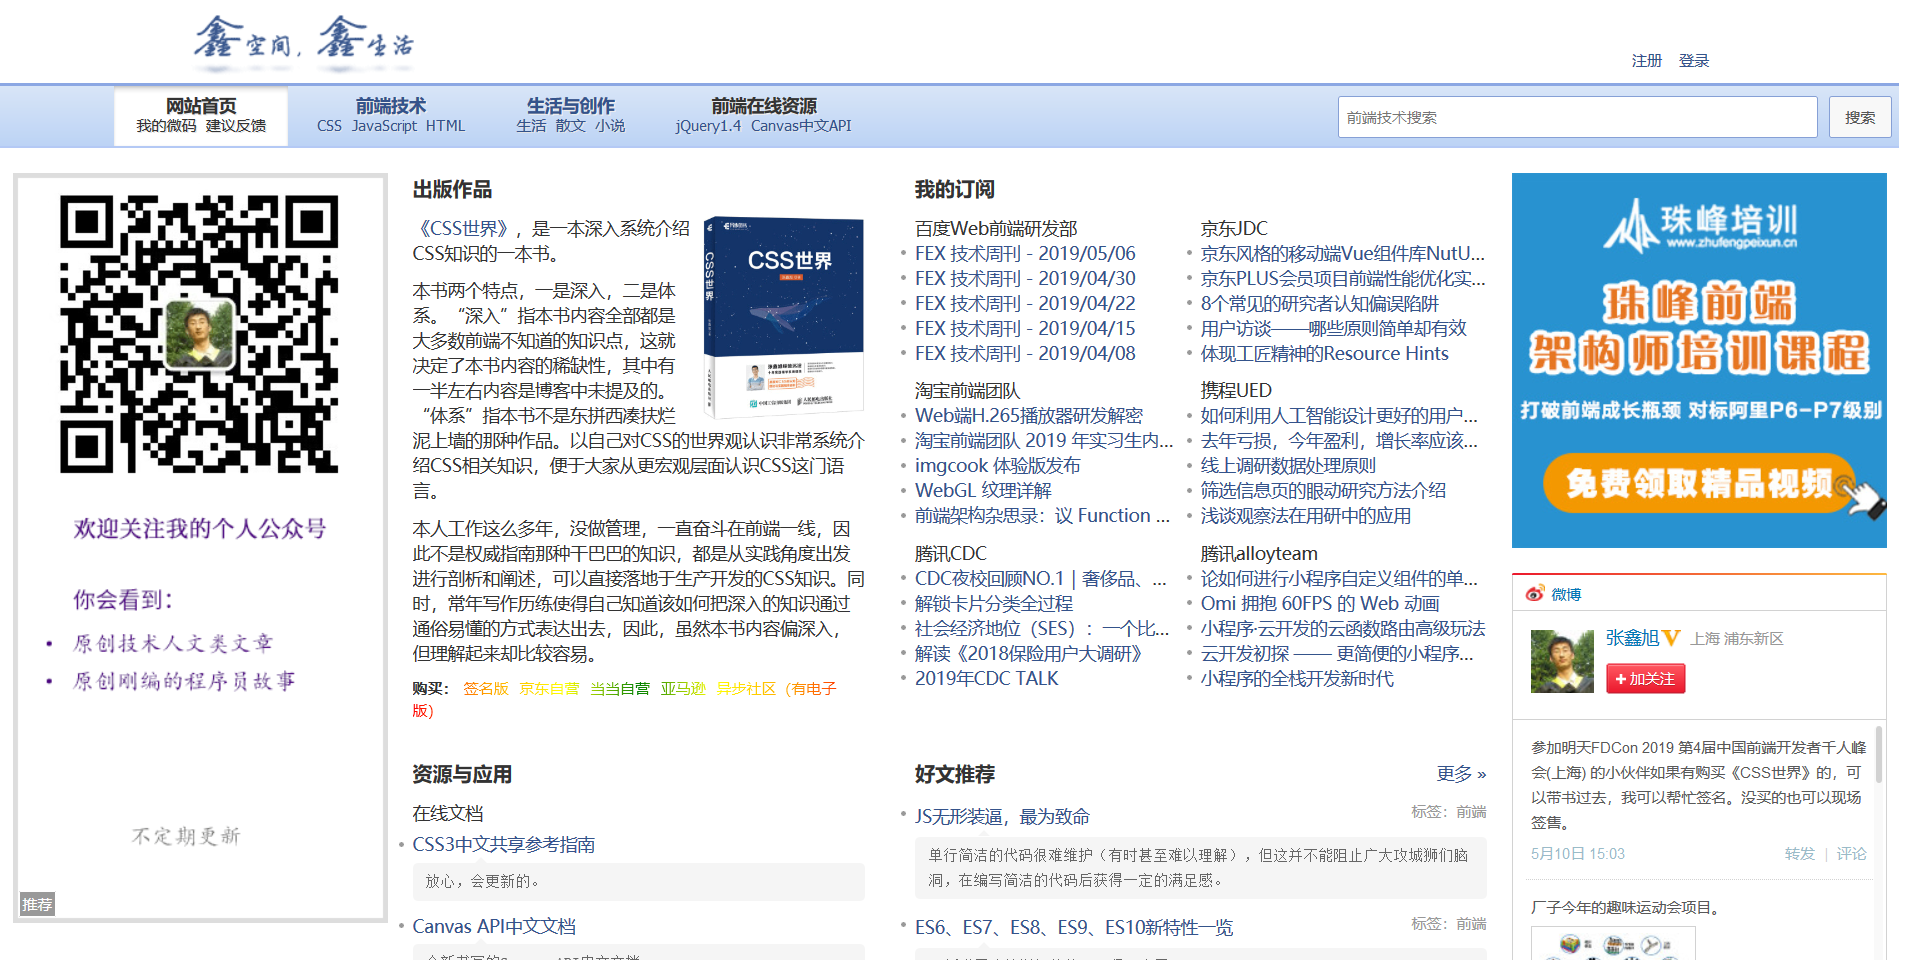 鑫空间，鑫生活
注册 登录
网站首页
我的微码 建议反馈
前端技术
CSS JavaScript HTML
生活与创作
生活 散文 小说
前端在线资源
jQuery1.4 Canvas中文API
前端技术搜索
搜索
欢迎关注我的个人公众号
你会看到：
• 原创技术人文类文章
• 原创刚编的程序员故事
不定期更新
推荐
出版作品
《CSS世界》，是一本深入系统介绍
CSS知识的一本书。
本书两个特点，一是深入，二是体
系。“深入”指本书内容全部都是
大多数前端不知道的知识点，这就
决定了本书内容的稀缺性，其中有
一半左右内容是博客中未提及的。
“体系”指本书不是东拼西凑扶烂
泥上墙的那种作品。以自己对CSS的世界观认识非常系统介
绍CSS相关知识，便于大家从更宏观层面认识CSS这门语
言。
本人工作这么多年，没做管理，一直奋斗在前端一线，因
此不是权威指南那种干巴巴的知识，都是从实践角度出发
进行剖析和阐述，可以直接落地于生产开发的CSS知识。同
时，常年写作历练使得自己知道该如何把深入的知识通过
通俗易懂的方式表达出去，因此，虽然本书内容偏深入，
但理解起来却比较容易。
购买： 签名版 京东自营 当当自营 亚马逊 异步社区（有电子
版）
CSS世界
CSS世界
资源与应用
在线文档
• CSS3中文共享参考指南
放心，会更新的。
• Canvas API中文文档
我的订阅
百度Web前端研发部
• FEX 技术周刊 - 2019/05/06
• FEX 技术周刊 - 2019/04/30
• FEX 技术周刊 - 2019/04/22
• FEX 技术周刊 - 2019/04/15
• FEX 技术周刊 - 2019/04/08
淘宝前端团队
• Web端H.265播放器研发解密
• 淘宝前端团队 2019 年实习生内...
• imgcook 体验版发布
• WebGL 纹理详解
• 前端架构杂思录：议 Function ...
腾讯CDC
• CDC夜校回顾NO.1 | 奢侈品、...
• 解锁卡片分类全过程
• 社会经济地位（SES）：一个比...
• 解读《2018保险用户大调研》
• 2019年CDC TALK
京东JDC
• 京东风格的移动端Vue组件库NutU...
• 京东PLUS会员项目前端性能优化实...
• 8个常见的研究者认知偏误陷阱
• 用户访谈——哪些原则简单却有效
• 体现工匠精神的Resource Hints
携程UED
• 如何利用人工智能设计更好的用户...
• 去年亏损，今年盈利，增长率应该...
• 线上调研数据处理原则
• 筛选信息页的眼动研究方法介绍
• 浅谈观察法在用研中的应用
腾讯alloyteam
• 论如何进行小程序自定义组件的单...
• Omi 拥抱 60FPS 的 Web 动画
• 小程序·云开发的云函数路由高级玩法
• 云开发初探 —— 更简便的小程序...
• 小程序的全栈开发新时代
好文推荐
更多 »
• JS无形装逼，最为致命
标签：前端
单行简洁的代码很难维护（有时甚至难以理解），但这并不能阻止广大攻城狮们脑
洞，在编写简洁的代码后获得一定的满足感。
• ES6、ES7、ES8、ES9、ES10新特性一览
标签：前端
珠峰培训
www.zhufengpeixun.cn
珠峰前端
架构师培训课程
打破前端成长瓶颈 对标阿里P6-P7级别
免费领取精品视频
微博
张鑫旭V 上海 浦东新区
+ 加关注
参加明天FDCon 2019 第4届中国前端开发者千人峰
会(上海) 的小伙伴如果有购买《CSS世界》的，可
以带书过去，我可以帮忙签名。没买的也可以现场
签售。
5月10日 15:03
转发 | 评论
厂子今年的趣味运动会项目。